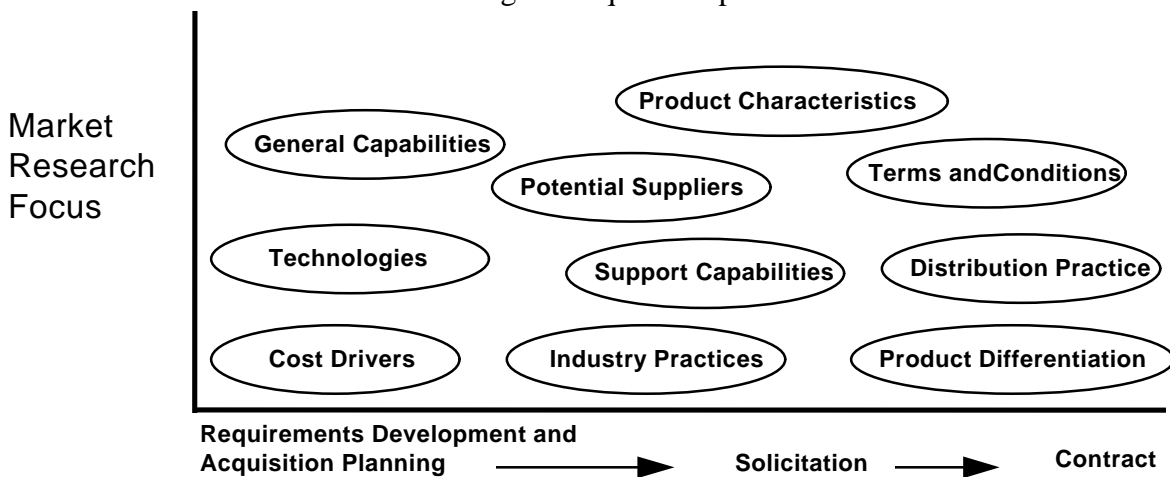 Product Characteristics
General Capabilities
Market
Research
Focus
Potential Suppliers
Terms andConditions
Technologies
Support Capabilities
Distribution Practice
Cost Drivers
Industry Practices
Product Differentiation
Requirements Development and
Acquisition Planning
Solicitation
Contract